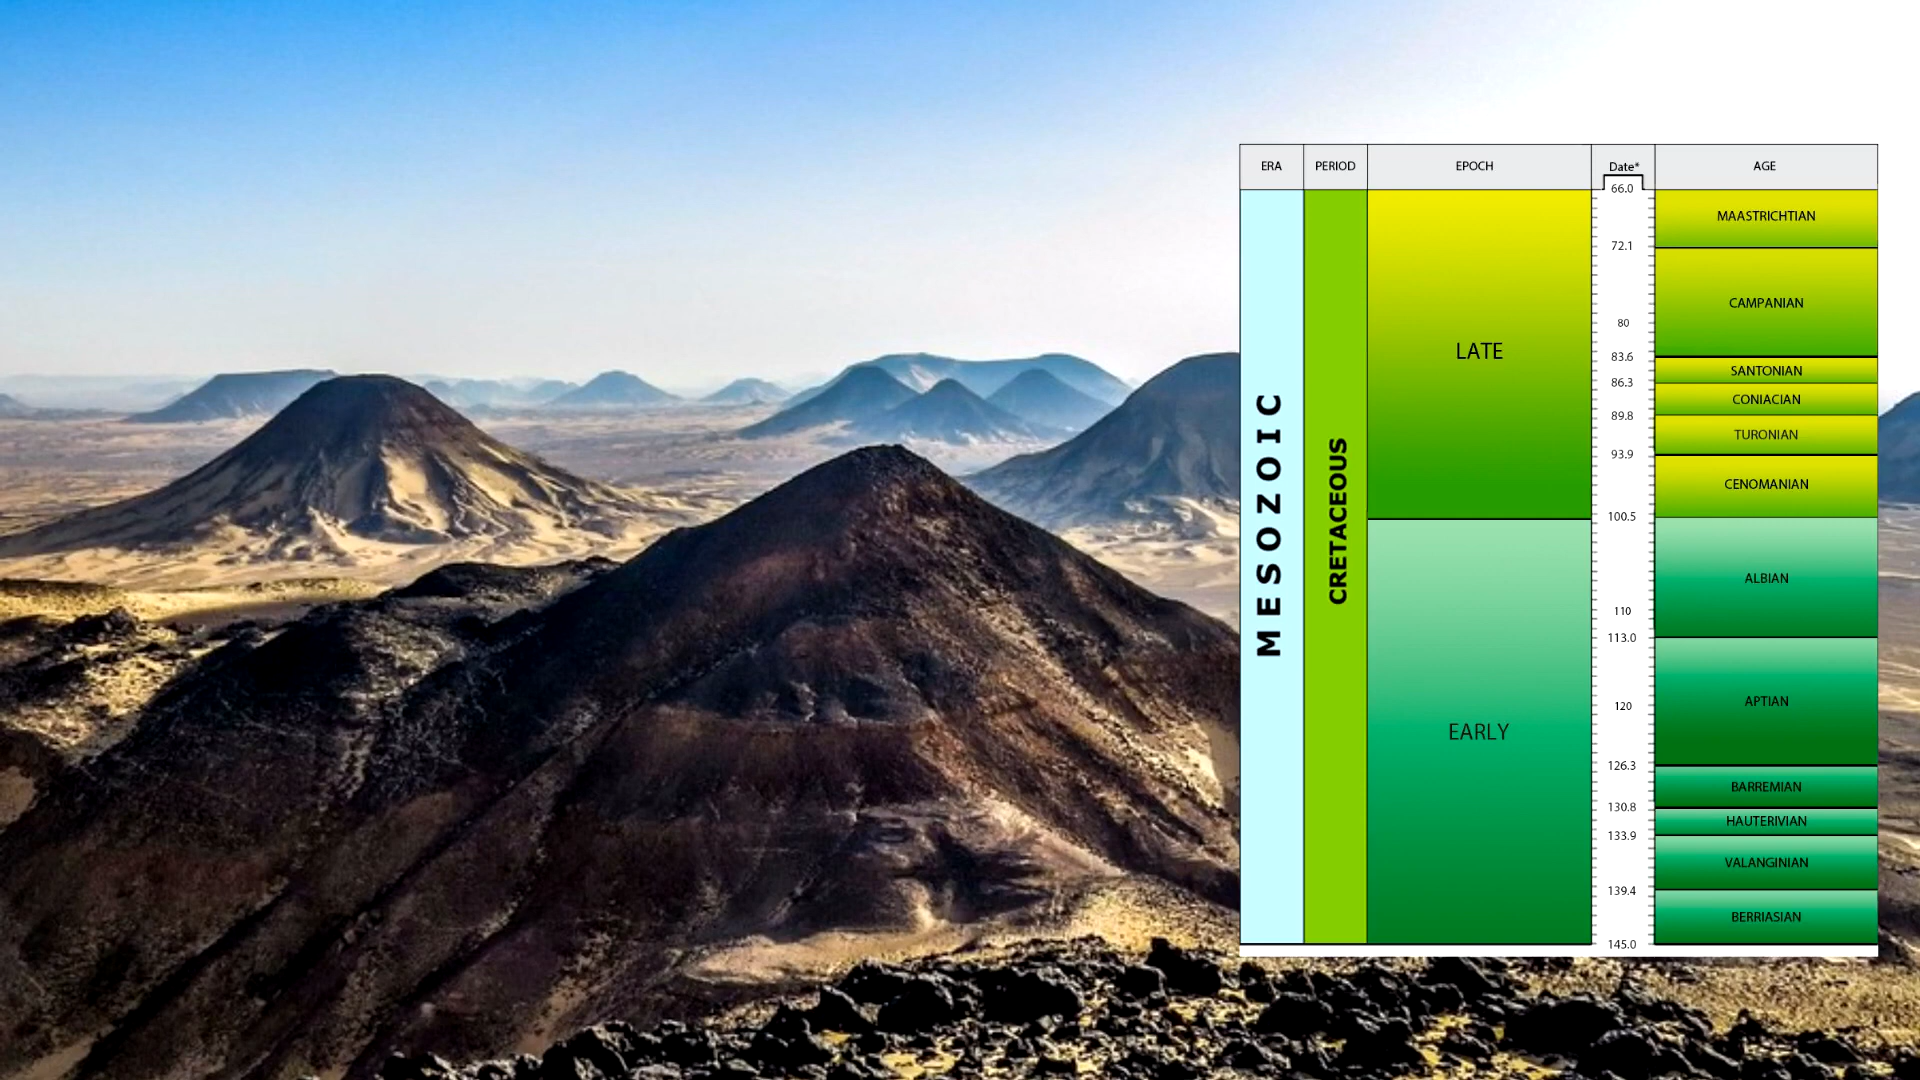 ERA PERIOD EPOCH Date* AGE
66.0
MAASTRICHTIAN
72.1
CAMPANIAN
80
LATE
83.6
SANTONIAN
86.3
CONIACIAN
89.8
TURONIAN
93.9
CENOMANIAN
100.5
MESOZOIC
CRETACEOUS
ALBIAN
110
113.0
APTIAN
120
EARLY
126.3
BARREMIAN
130.8
HAUTERIVIAN
133.9
VALANGINIAN
139.4
BERRIASIAN
145.0